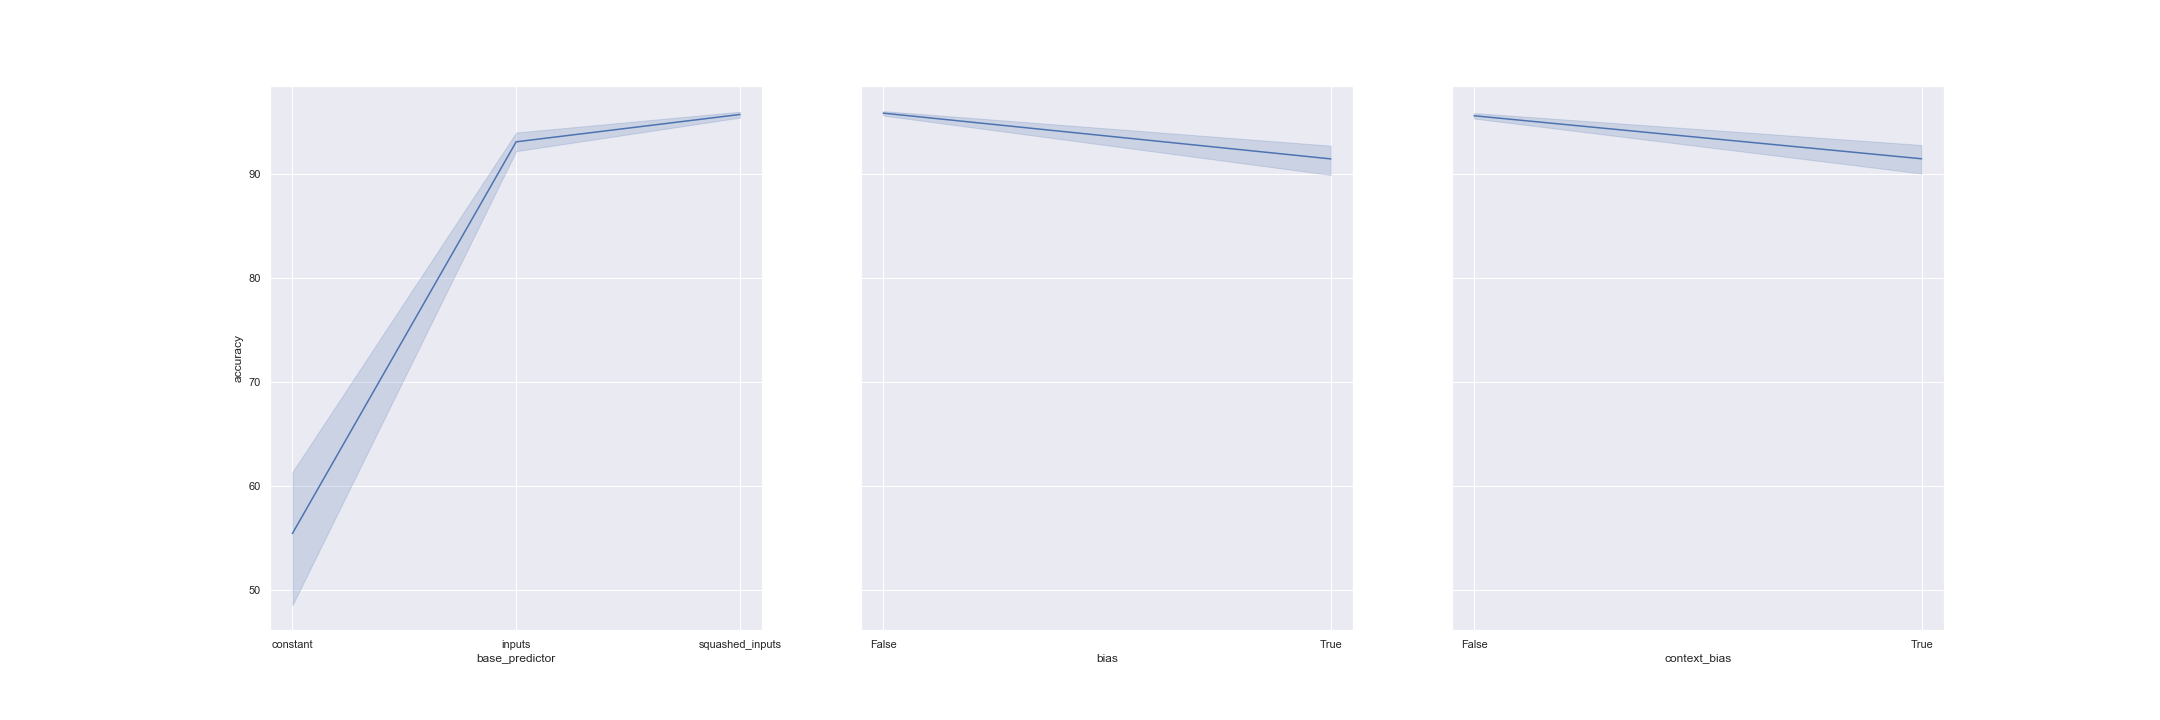 accuracy
90
80
70
60
50
constant inputs squashed_inputs
base_predictor
False True
bias
False True
context_bias